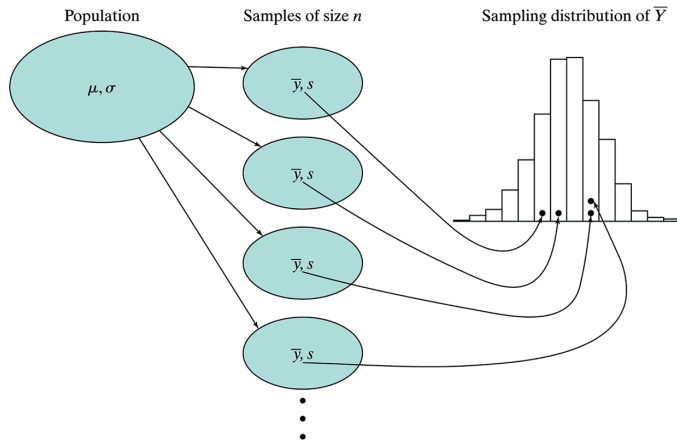 Population
Samples of size n
Sampling distribution of Y̅
μ, σ
y̅, s
y̅, s
y̅, s
y̅, s